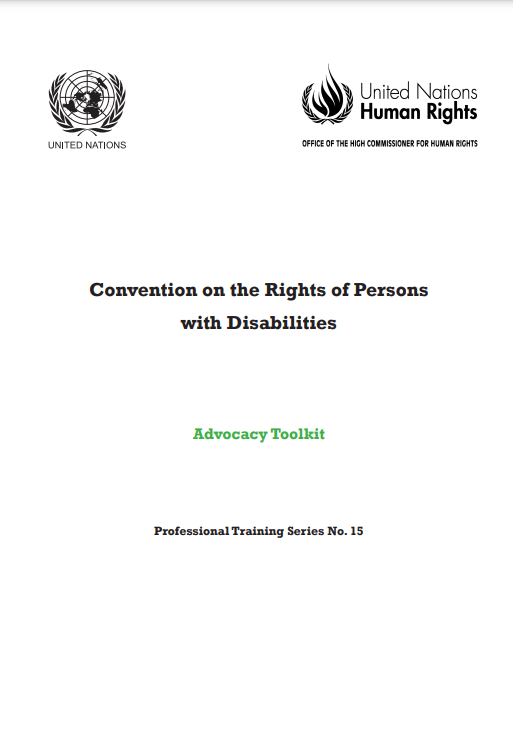 UNITED NATIONS
United Nations
Human Rights
OFFICE OF THE HIGH COMMISSIONER FOR HUMAN RIGHTS
Convention on the Rights of Persons
with Disabilities
Advocacy Toolkit
Professional Training Series No. 15